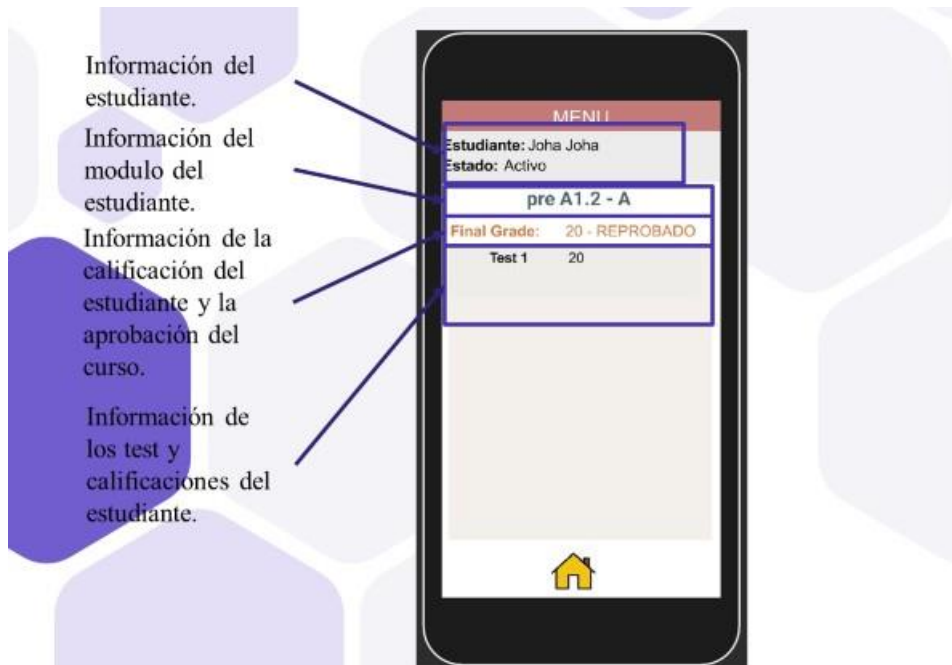 Información del
estudiante.
Información del
modulo del
estudiante.
Información de la
calificación del
estudiante y la
aprobación del
curso.
Información de
los test y
calificaciones del
estudiante.
MENU
Estudiante: Joha Joha
Estado: Activo
pre A1.2 - A
Final Grade: 20 - REPROBADO
Test 1 20